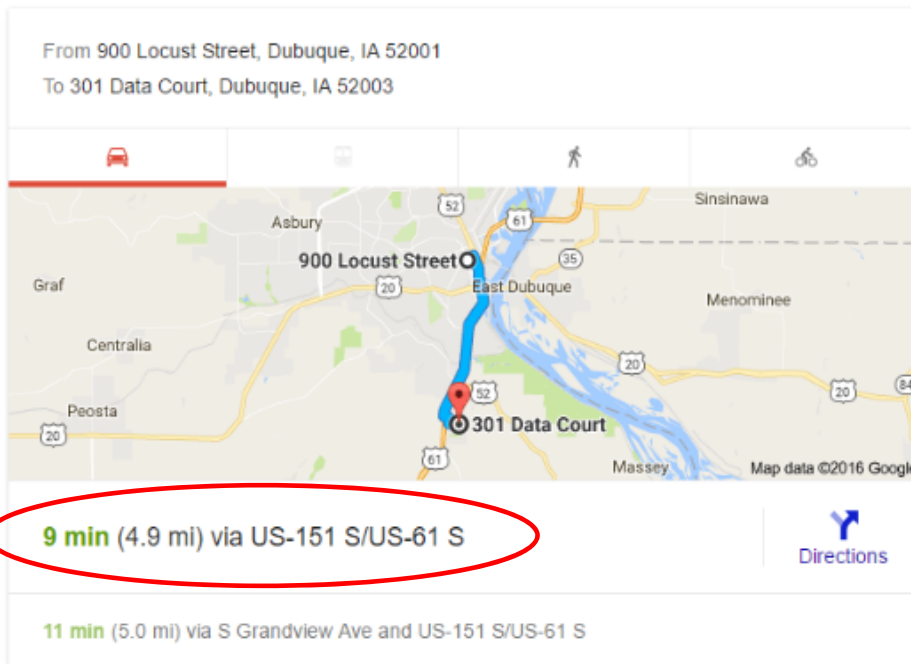 From 900 Locust Street, Dubuque, IA 52001
To 301 Data Court, Dubuque, IA 52003
Sinsinawa
52
61
Asbury
900 Locust Street
35
Graf
20
East Dubuque
Menominee
Centralia
20
52
20
84
Peosta
301 Data Court
20
61
Massey
Map data ©2016 Google
9 min (4.9 mi) via US-151 S/US-61 S
Directions
11 min (5.0 mi) via S Grandview Ave and US-151 S/US-61 S